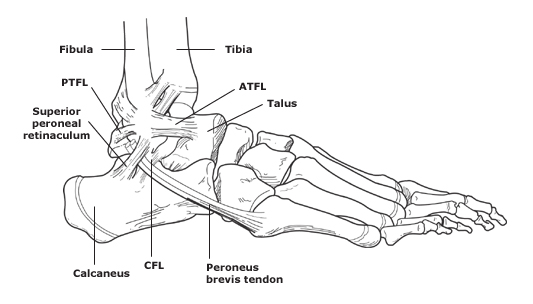 Fibula
Tibia
PTFL
ATFL
Talus
Superior
peroneal
retinaculum
Calcaneus
CFL
Peroneus
brevis tendon